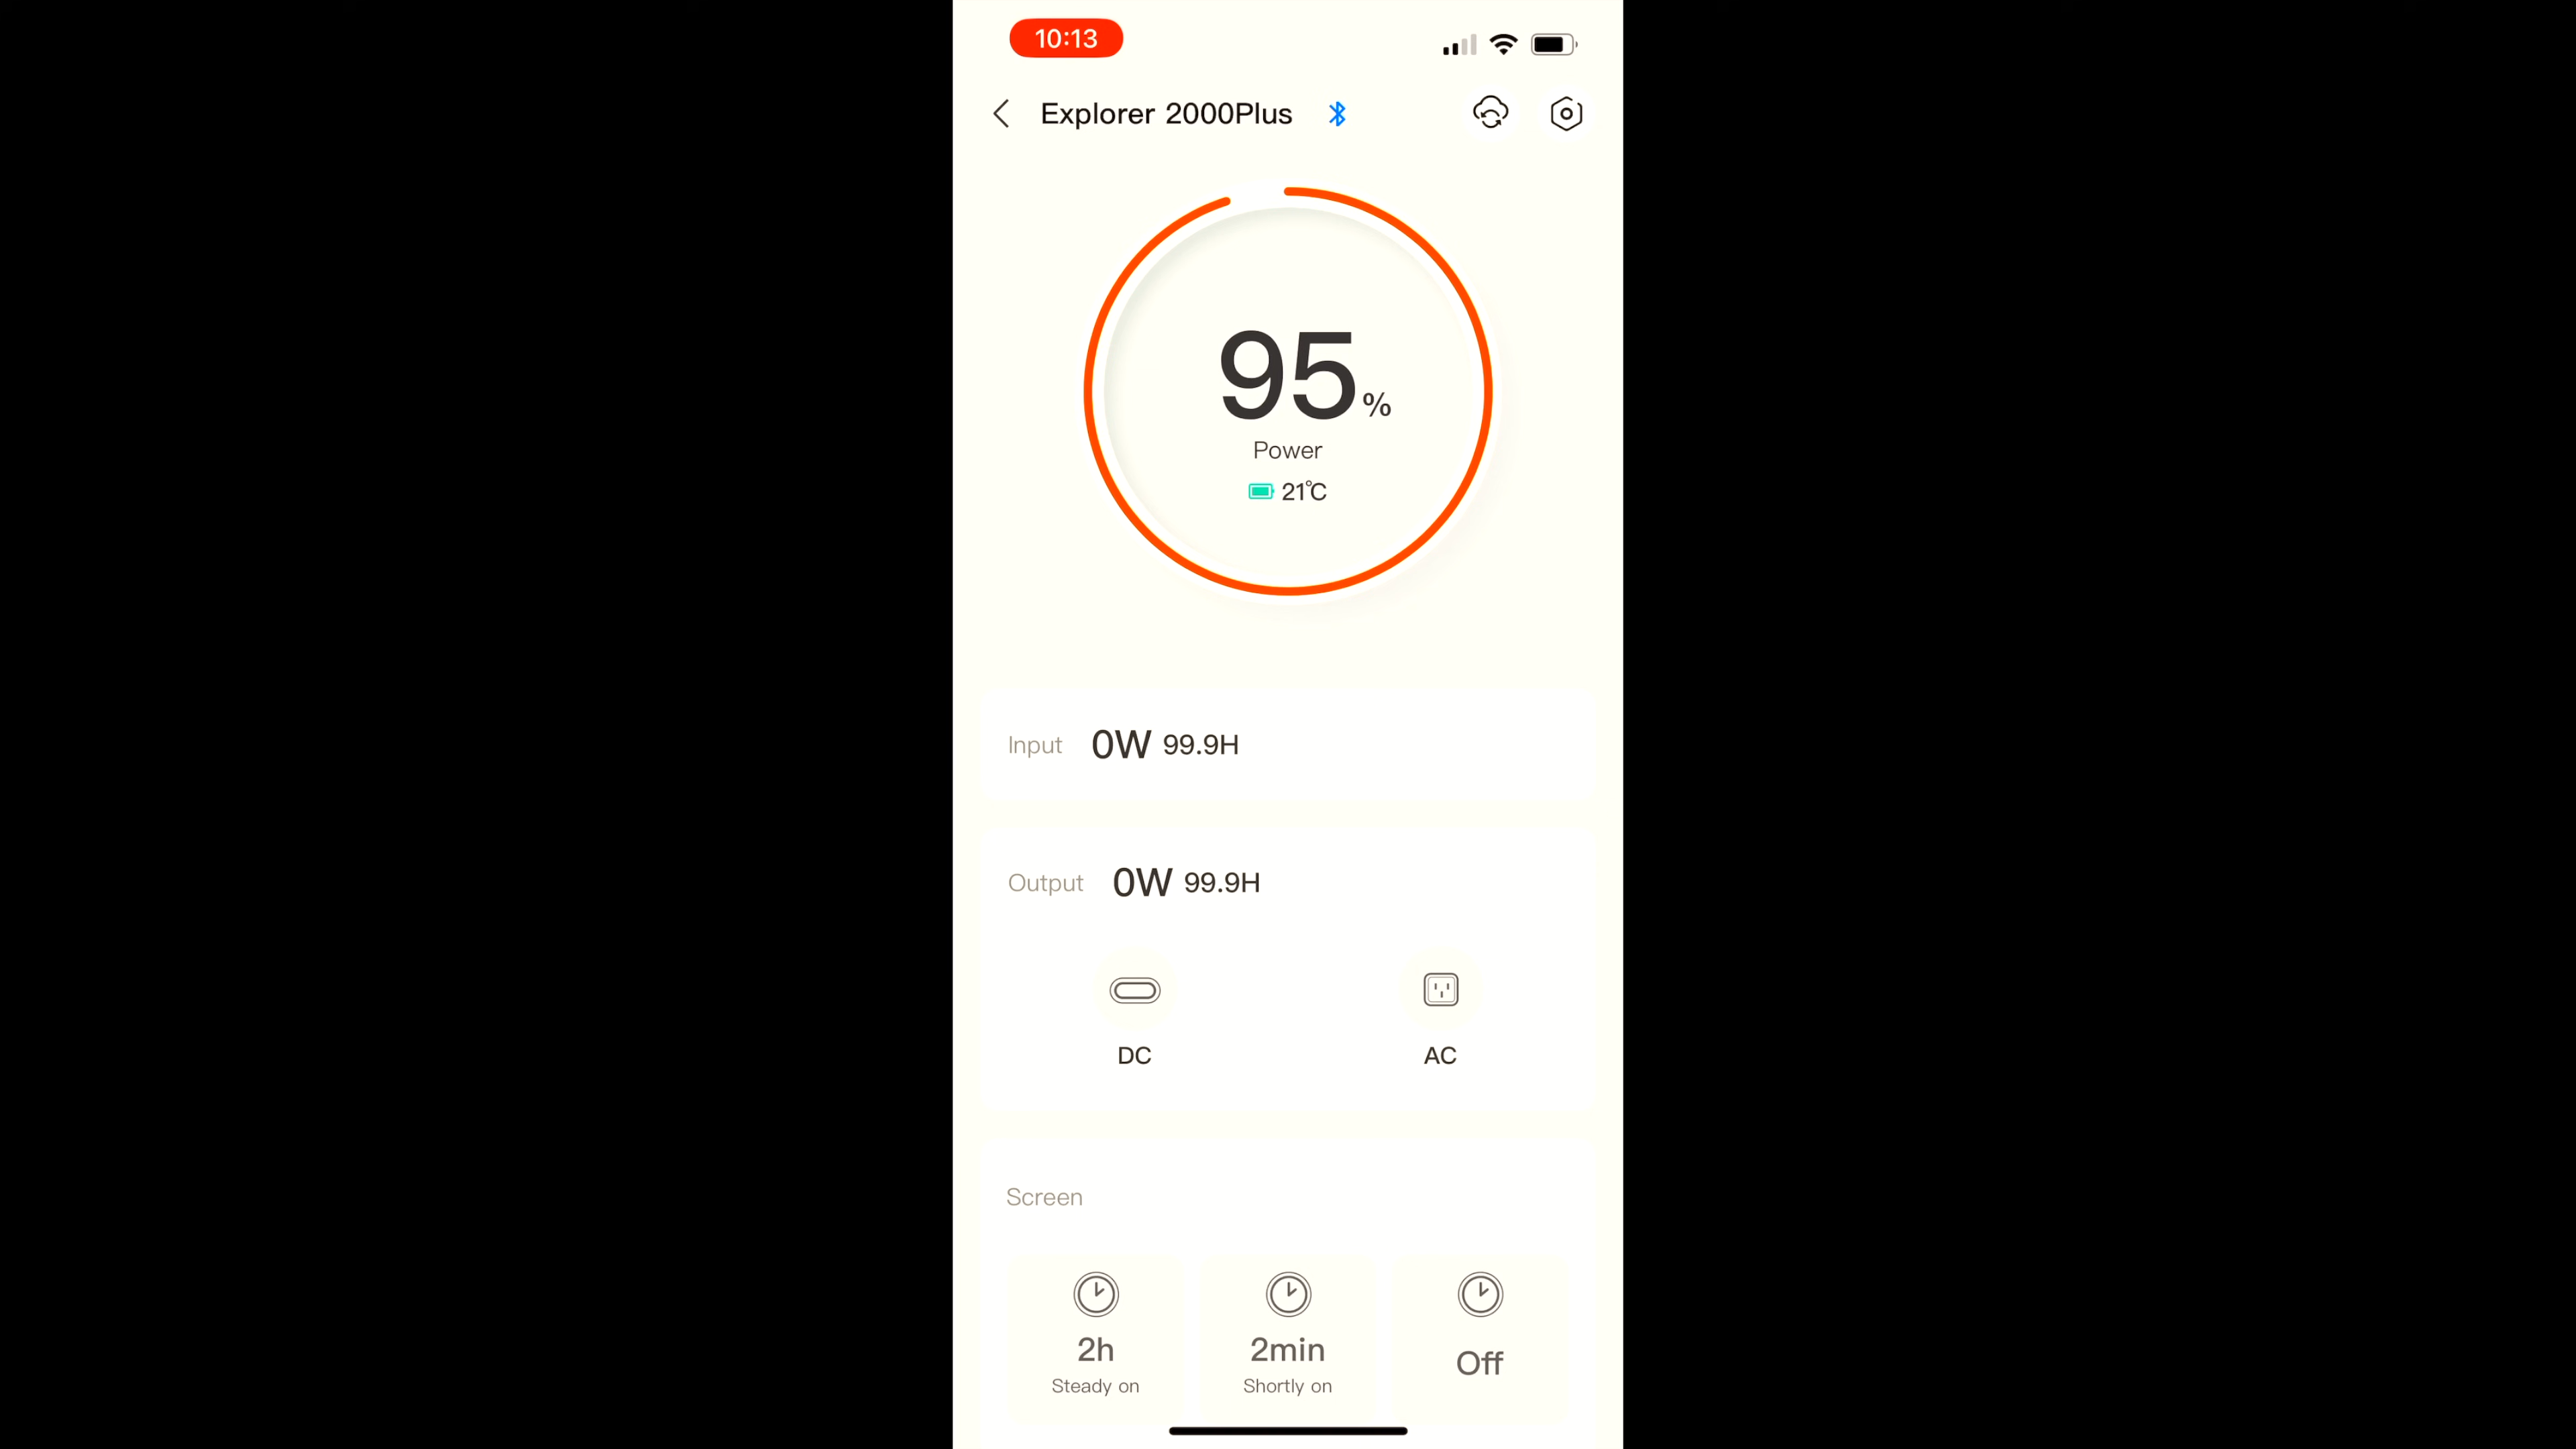 10:13
Explorer 2000Plus
95%
Power
21℃
Input 0W 99.9H
Output 0W 99.9H
DC AC
Screen
2h 2min Off
Steady on Shortly on